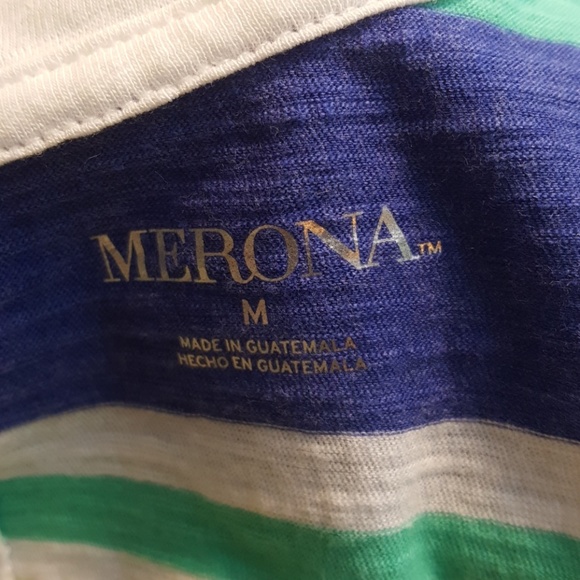 MERONA™
M
MADE IN GUATEMALA
HECHO EN GUATEMALA